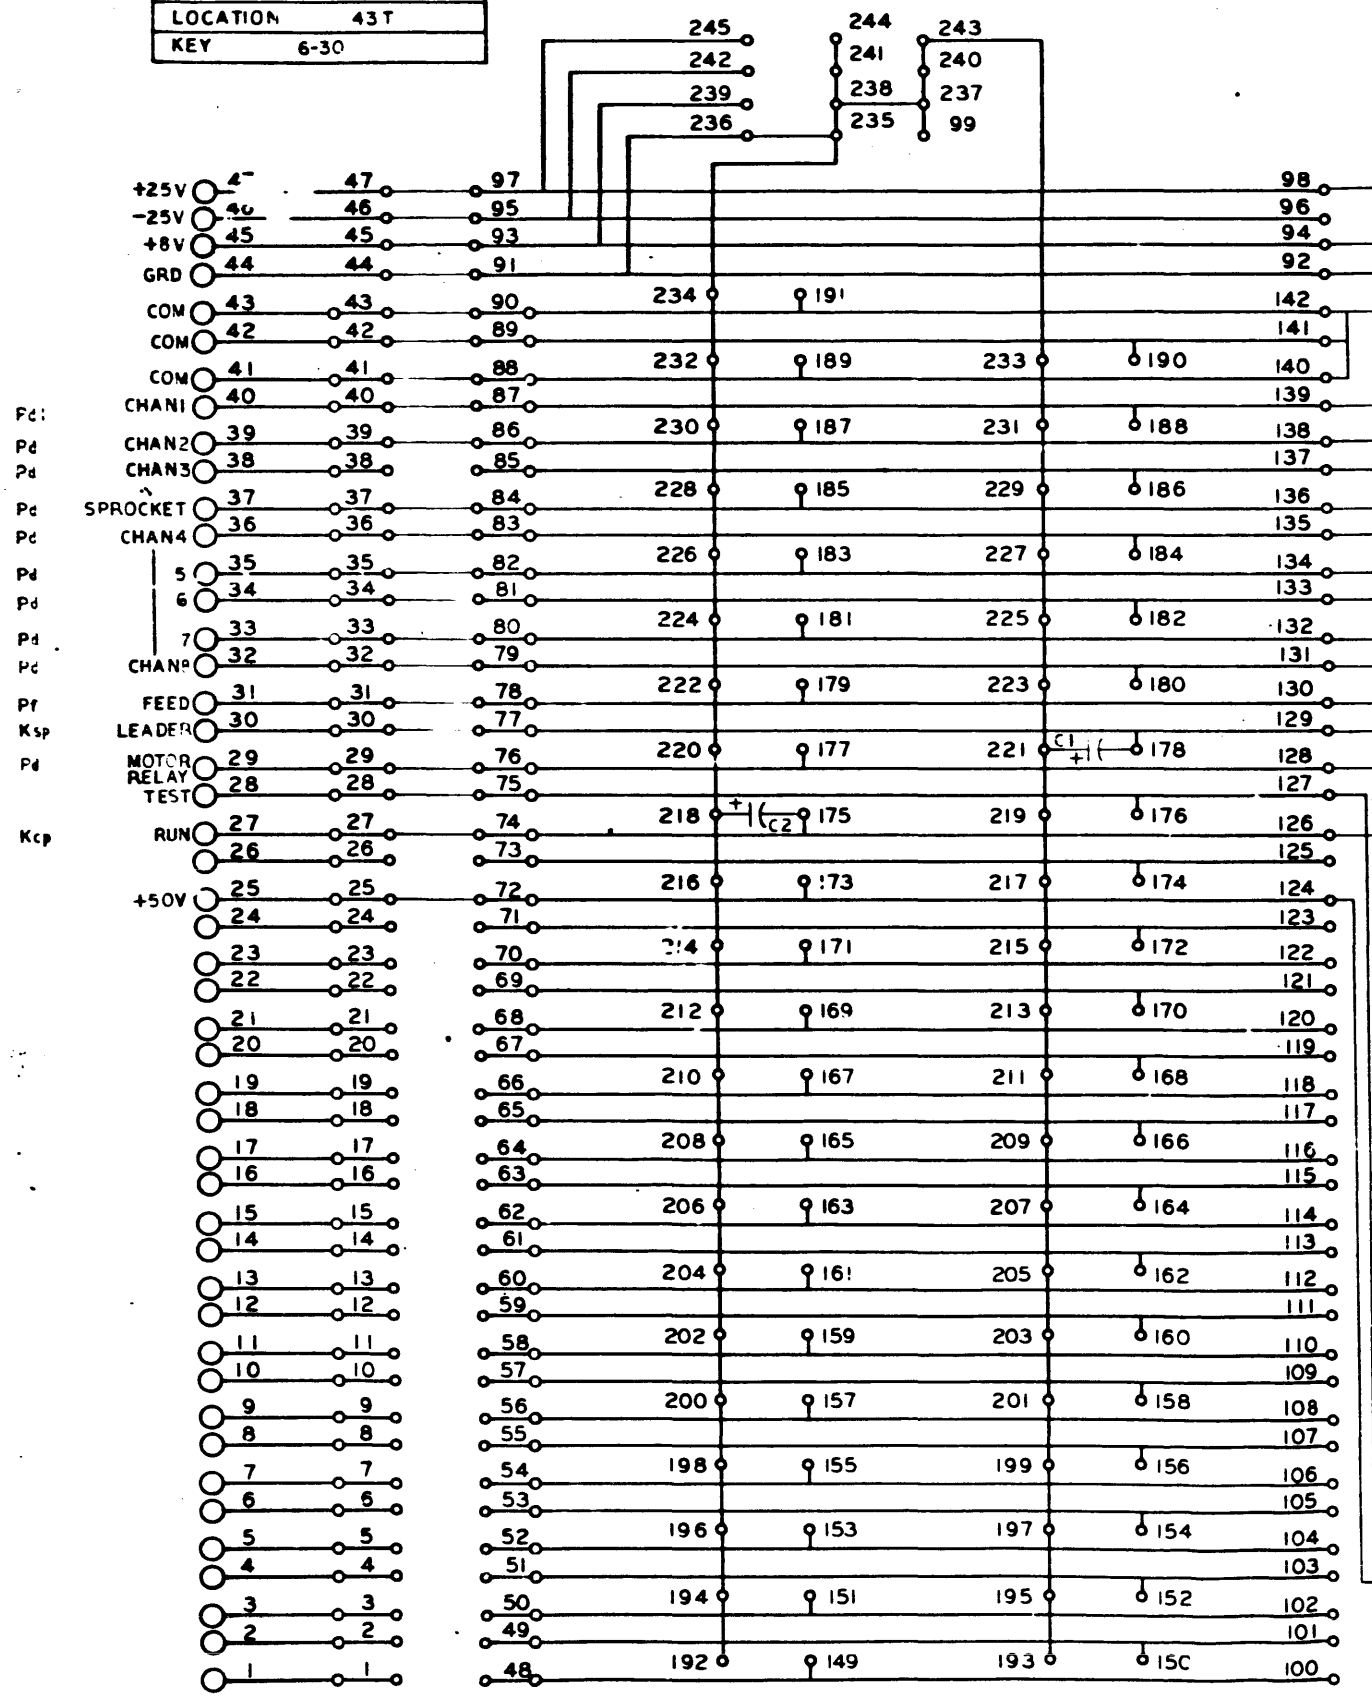 LOCATION 43T
KEY 6-30
245 244 243
242 241 240
239 238 237
236 235 99
+25V 47 97 98
-25V 46 95 96
+8V 45 45 93 94
GRD 44 44 91 92
234 191
COM 43 43 90 142
COM 42 42 89 141
232 189 233 190
COM 41 41 88 140
CHAN1 40 40 87 139
230 187 231 188
Pd CHAN2 39 39 86 138
Pd CHAN3 38 38 85 137
228 185 229 186
Pd SPROCKET 37 37 84 136
Pd CHAN4 36 36 83 135
226 183 227 184
Pd 5 35 35 82 134
Pd 6 34 34 81 133
224 181 225 182
Pd 7 33 33 80 132
Pd 32 32 79 131
222 179 223 180
Pf FEED 31 31 78 130
Ksp LEADER 30 30 77 129
220 177 221 C1 + 178
Pd MOTOR RELAY 29 29 76 128
TEST 28 28 75 127
218 + C2 175 219 176
Kcp RUN 27 27 74 126
26 26 73 125
216 173 217 174
+50V 25 25 72 124
24 24 71 123
214 171 215 172
23 23 70 122
22 22 69 121
212 169 213 170
21 21 68 120
20 20 67 119
210 167 211 168
19 19 66 118
18 18 65 117
208 165 209 166
17 17 64 116
16 16 63 115
206 163 207 164
15 15 62 114
14 14 61 113
204 161 205 162
13 13 60 112
12 12 59 111
202 159 203 160
11 11 58 110
10 10 57 109
200 157 201 158
9 9 56 108
8 8 55 107
198 155 199 156
7 7 54 106
6 6 53 105
196 153 197 154
5 5 52 104
4 4 51 103
194 151 195 152
3 3 50 102
2 2 49 101
192 149 193 150
1 1 48 100